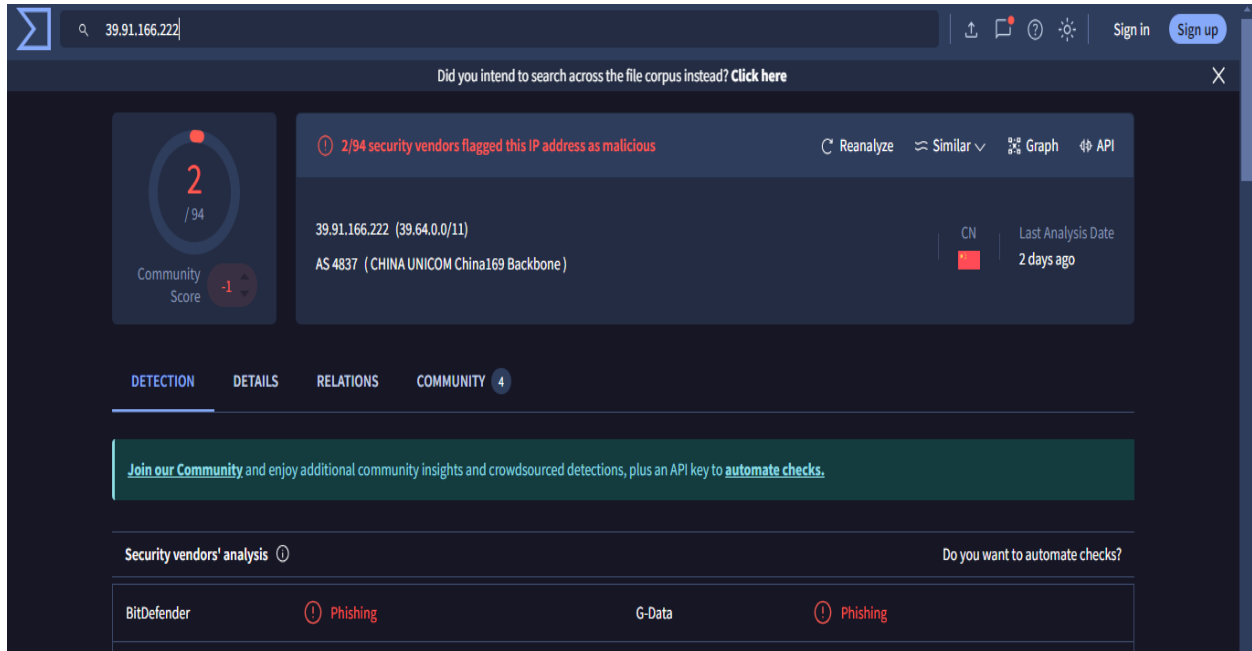 39.91.166.222
Sign in
Sign up
Did you intend to search across the file corpus instead? Click here
2
/ 94
Community Score
-1
2/94 security vendors flagged this IP address as malicious
Reanalyze
Similar
Graph
API
39.91.166.222 (39.64.0.0/11)
AS 4837 ( CHINA UNICOM China169 Backbone )
CN
Last Analysis Date
2 days ago
DETECTION
DETAILS
RELATIONS
COMMUNITY 4
Join our Community and enjoy additional community insights and crowdsourced detections, plus an API key to automate checks.
Security vendors' analysis
Do you want to automate checks?
BitDefender
Phishing
G-Data
Phishing